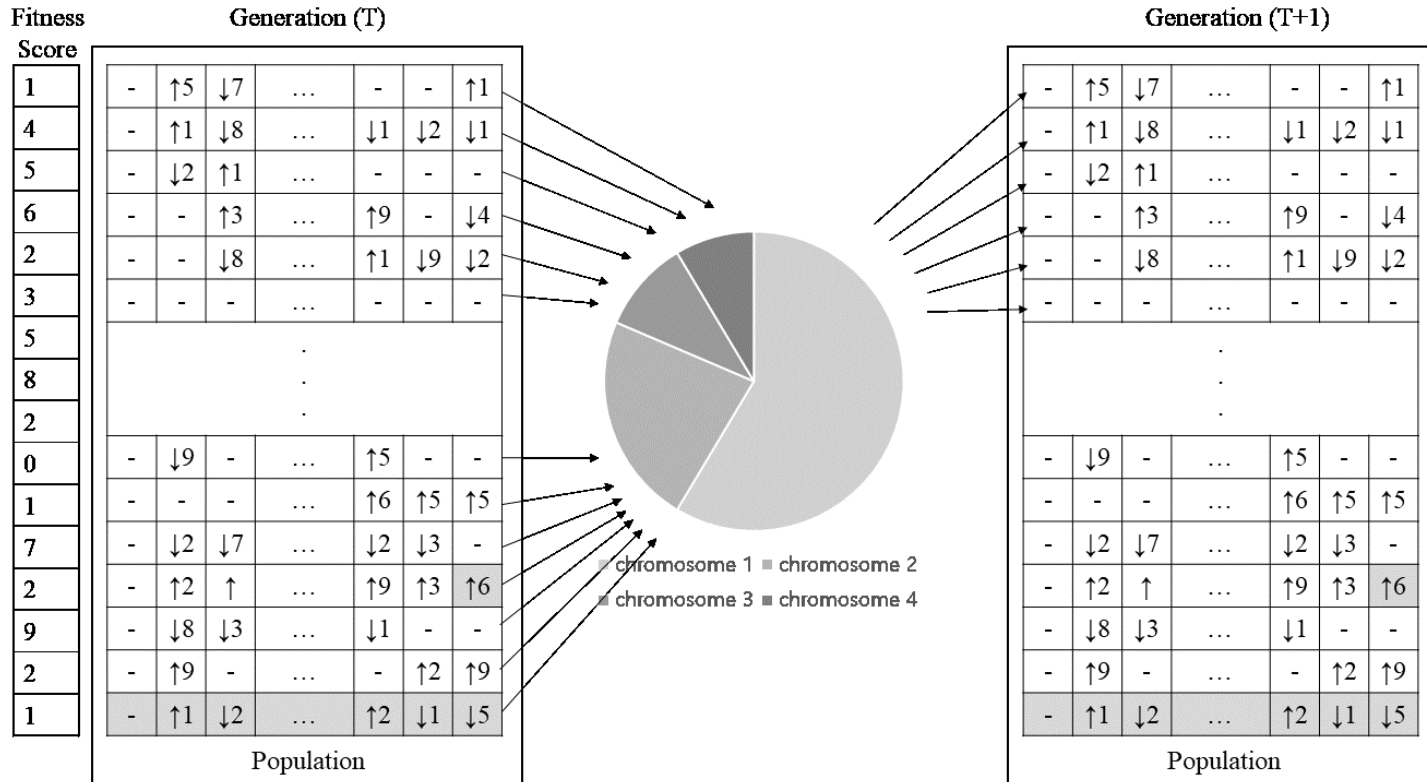 Fitness Generation (T) Generation (T+1)
Score
1 - ↑5 ↓7 … - - ↑1 - ↑5 ↓7 … - - ↑1
4 - ↑1 ↓8 … ↓1 ↓2 ↓1 - ↑1 ↓8 … ↓1 ↓2 ↓1
5 - ↓2 ↑1 … - - - - ↓2 ↑1 … - - -
6 - - ↑3 … ↑9 - ↓4 - - ↑3 … ↑9 - ↓4
2 - - ↓8 … ↑1 ↓9 ↓2 - - ↓8 … ↑1 ↓9 ↓2
3 - - - … - - - - - - … - - -
5 . .
8 . .
2 . .
0 - ↓9 - … ↑5 - - - ↓9 - … ↑5 - -
1 - - - … ↑6 ↑5 ↑5 - - - … ↑6 ↑5 ↑5
7 - ↓2 ↓7 … ↓2 ↓3 - - ↓2 ↓7 … ↓2 ↓3 -
chromosome 1 chromosome 2
2 - ↑2 ↑ … ↑9 ↑3 ↑6 - ↑2 ↑ … ↑9 ↑3 ↑6
chromosome 3 chromosome 4
9 - ↓8 ↓3 … ↓1 - - - ↓8 ↓3 … ↓1 - -
2 - ↑9 - … - ↑2 ↑9 - ↑9 - … - ↑2 ↑9
1 - ↑1 ↓2 … ↑2 ↓1 ↓5 - ↑1 ↓2 … ↑2 ↓1 ↓5
Population Population